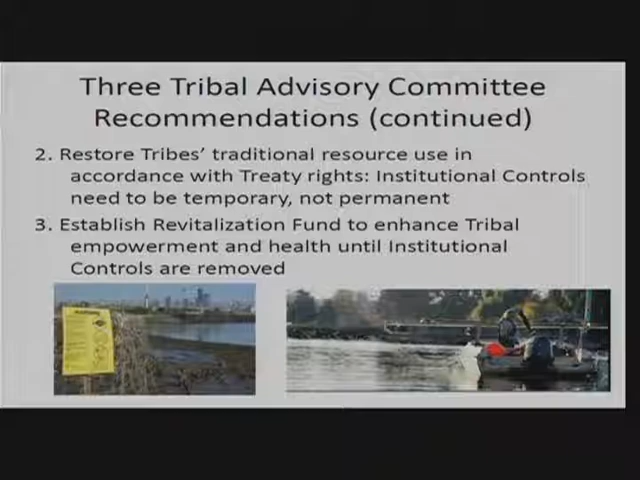 Three Tribal Advisory Committee
Recommendations (continued)
2. Restore Tribes' traditional resource use in
accordance with Treaty rights: Institutional Controls
need to be temporary, not permanent
3. Establish Revitalization Fund to enhance Tribal
empowerment and health until Institutional
Controls are removed